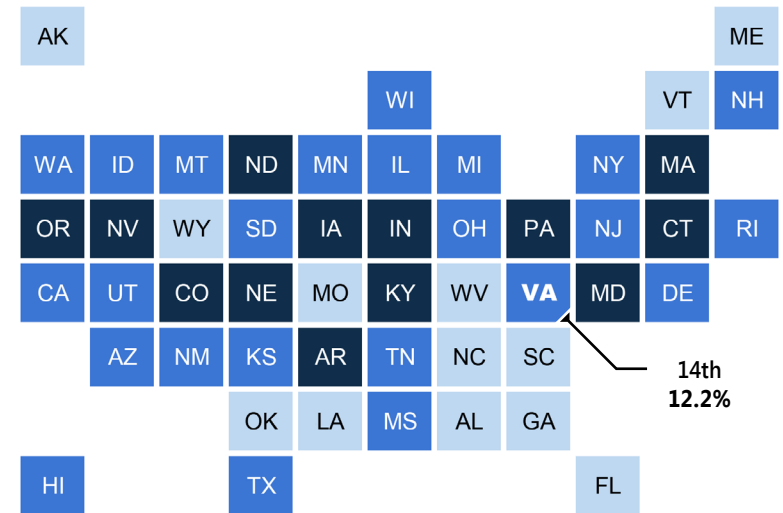 AK ME
WI VT NH
WA ID MT ND MN IL MI NY MA
OR NV WY SD IA IN OH PA NJ CT RI
CA UT CO NE MO KY WV VA MD DE
AZ NM KS AR TN NC SC
14th
12.2%
OK LA MS AL GA
HI TX FL